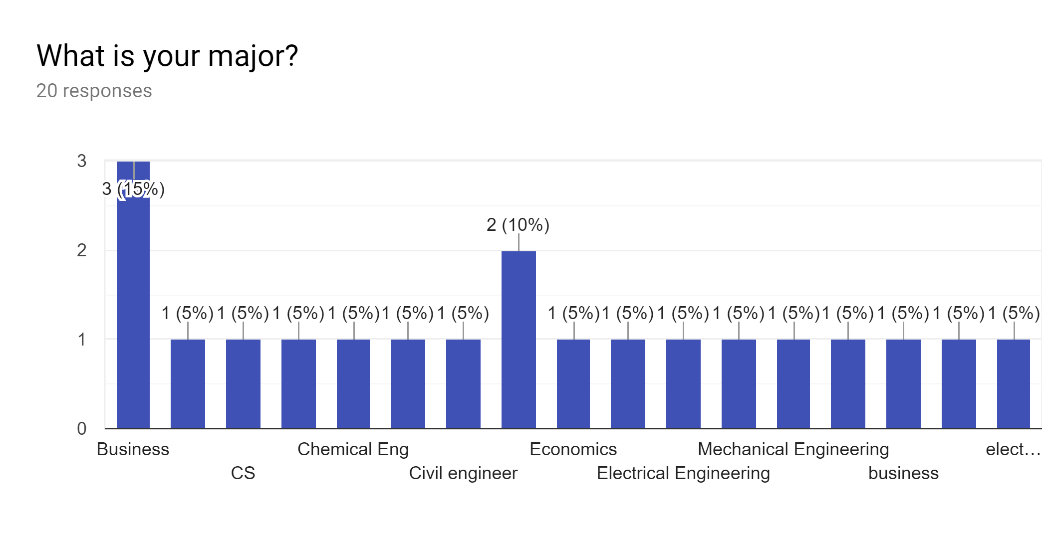 What is your major?
20 responses
3
2
1
0
3 (15%)
1 (5%)
1 (5%)
1 (5%)
1 (5%)
1 (5%)
1 (5%)
2 (10%)
1 (5%)
1 (5%)
1 (5%)
1 (5%)
1 (5%)
1 (5%)
1 (5%)
1 (5%)
1 (5%)
Business
CS
Chemical Eng
Civil engineer
Economics
Electrical Engineering
Mechanical Engineering
business
elect…